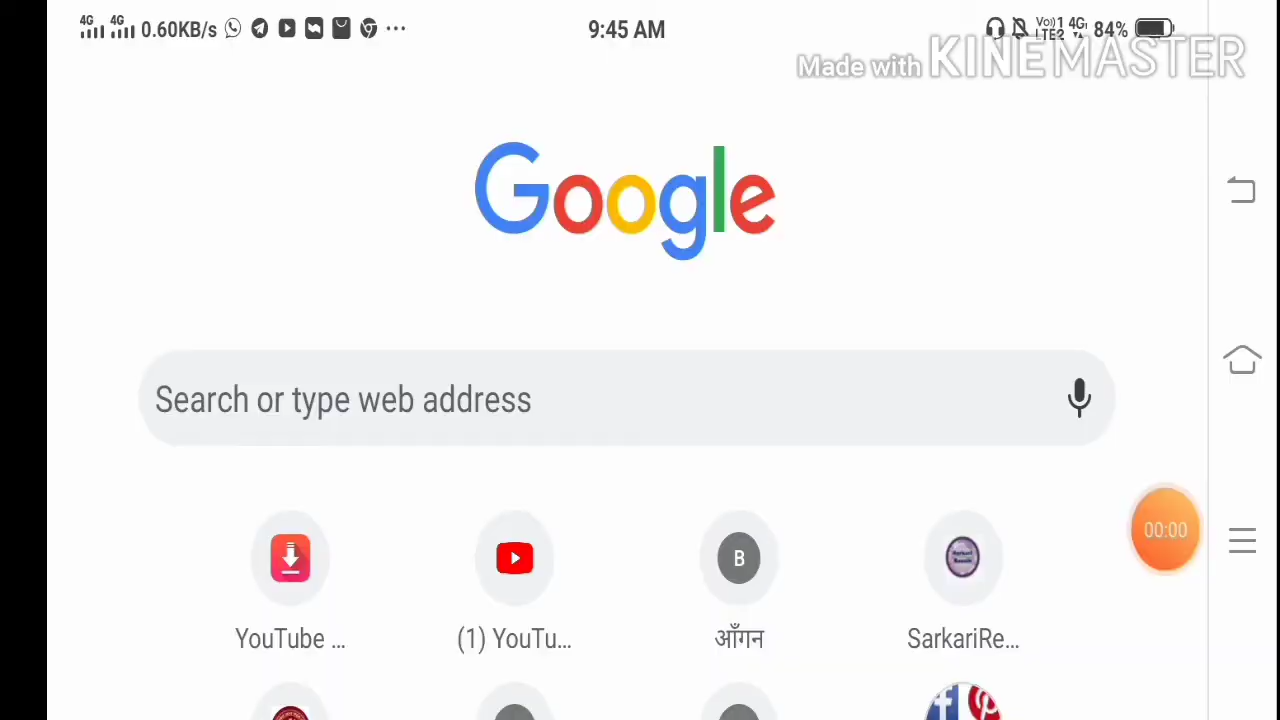 4G 4G 0.60KB/s 9:45 AM Vo) 1 LTE2 4G 84%
Made with KINEMASTER
Google
Search or type web address
00:00
B
YouTube ... (1) YouTu... आँगन SarkariRe...